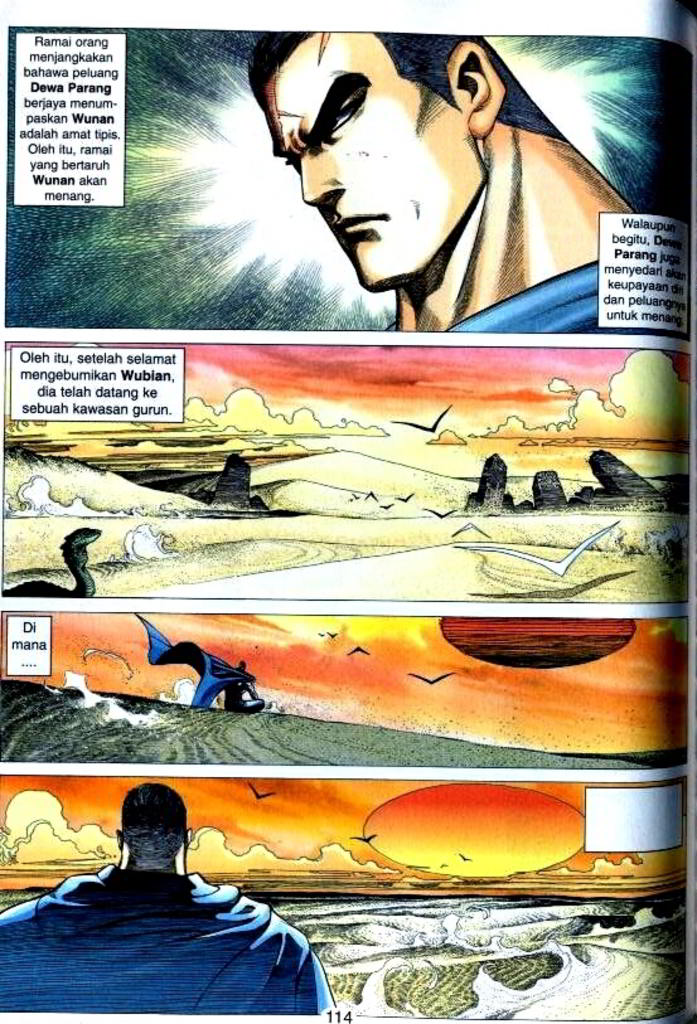 Ramai orang
menjangkakan
bahawa peluang
Dewa Parang
berjaya menum-
paskan Wunan
adalah amat tipis.
Oleh itu, ramai
yang bertaruh
Wunan akan
menang.
Walaupun
begitu, Dewa
Parang juga
menyedari akan
keupayaan diri
dan peluangnya
untuk menang.
Oleh itu, setelah selamat
mengebumikan Wubian,
dia telah datang ke
sebuah kawasan gurun.
Di
mana
....
114